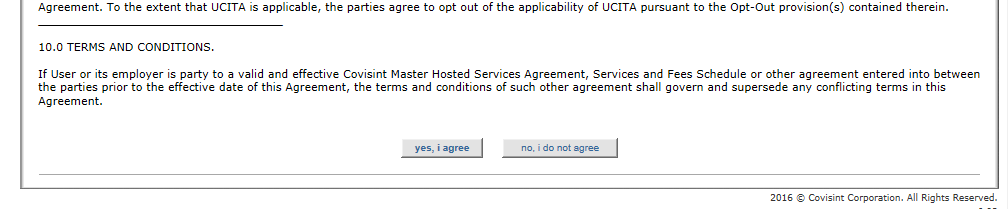 Agreement. To the extent that UCITA is applicable, the parties agree to opt out of the applicability of UCITA pursuant to the Opt-Out provision(s) contained therein.
10.0 TERMS AND CONDITIONS.
If User or its employer is party to a valid and effective Covisint Master Hosted Services Agreement, Services and Fees Schedule or other agreement entered into between
the parties prior to the effective date of this Agreement, the terms and conditions of such other agreement shall govern and supersede any conflicting terms in this
Agreement.
yes, i agree no, i do not agree
2016 © Covisint Corporation. All Rights Reserved.